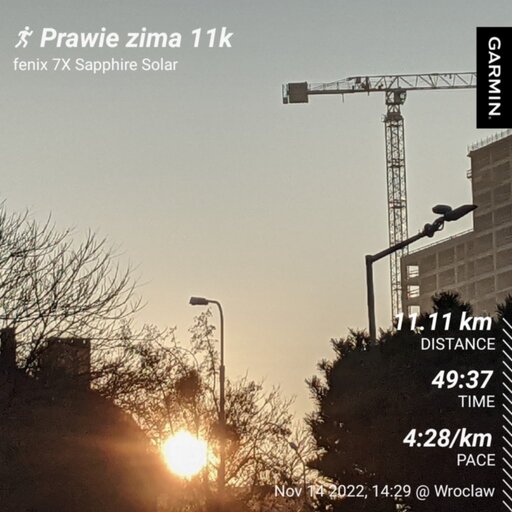 Prawie zima 11k
fenix 7X Sapphire Solar
GARMIN
11.11 km
DISTANCE
49:37
TIME
4:28/km
PACE
Nov 14 2022, 14:29 @ Wroclaw